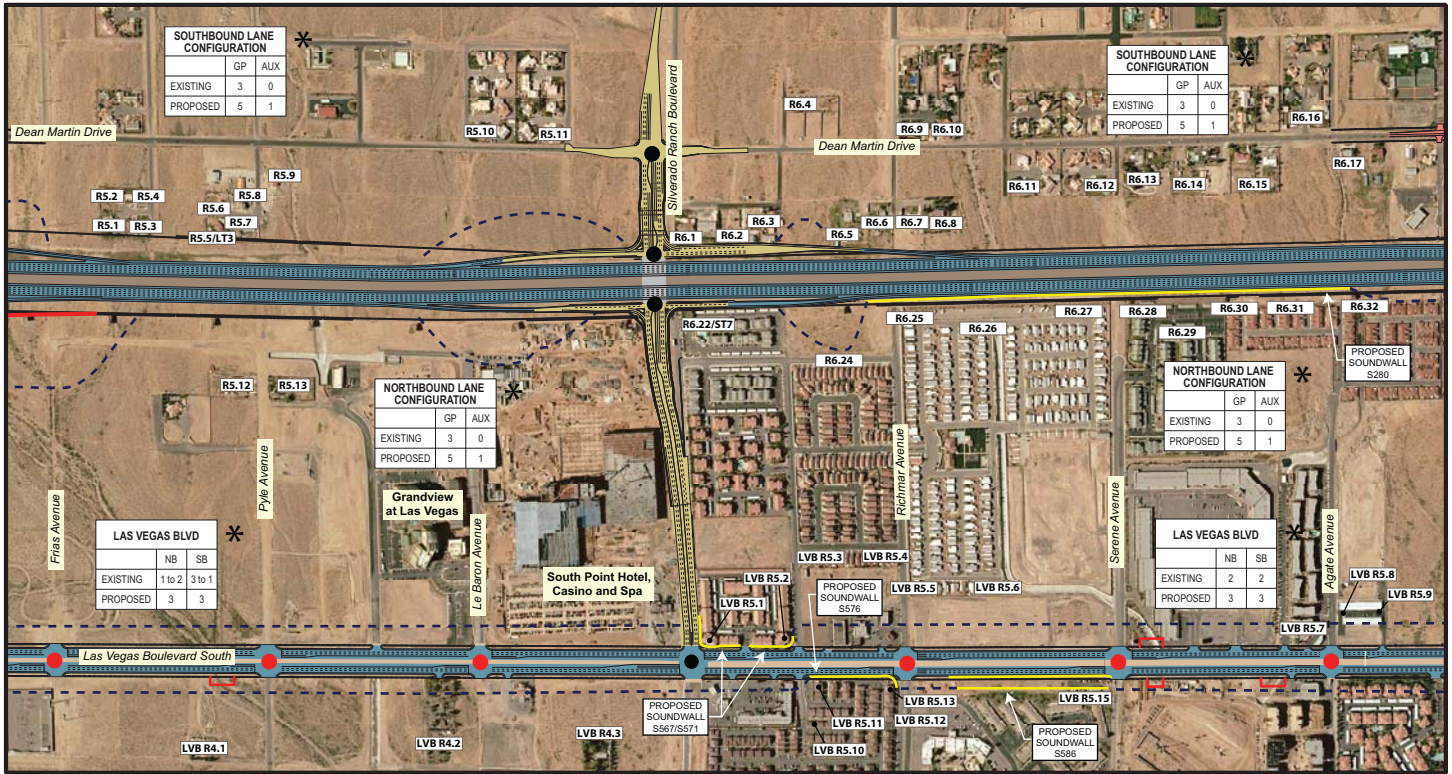 SOUTHBOUND LANE
CONFIGURATION
GP AUX
EXISTING 3 0
PROPOSED 5 1
*
Dean Martin Drive
R5.10
R5.11
Silverado Ranch Boulevard
R6.4
R6.9
R6.10
Dean Martin Drive
SOUTHBOUND LANE
CONFIGURATION
GP AUX
EXISTING 3 0
PROPOSED 5 1
*
R6.16
R6.17
R5.9
R5.2
R5.4
R5.8
R5.6
R5.1
R5.3
R5.7
R5.5/LT3
R6.1
R6.2
R6.3
R6.5
R6.6
R6.7
R6.8
R6.11
R6.12
R6.13
R6.14
R6.15
R6.22/ST7
R6.24
R6.25
R6.26
R6.27
R6.28
R6.29
R6.30
R6.31
R6.32
PROPOSED
SOUNDWALL
S280
R5.12
R5.13
NORTHBOUND LANE
CONFIGURATION
GP AUX
EXISTING 3 0
PROPOSED 5 1
*
NORTHBOUND LANE
CONFIGURATION
GP AUX
EXISTING 3 0
PROPOSED 5 1
*
Frias Avenue
Pyle Avenue
Grandview
at Las Vegas
Le Baron Avenue
South Point Hotel,
Casino and Spa
Richmar Avenue
Serene Avenue
Agate Avenue
LAS VEGAS BLVD
NB SB
EXISTING 1 to 2 3 to 1
PROPOSED 3 3
*
LAS VEGAS BLVD
NB SB
EXISTING 2 2
PROPOSED 3 3
*
LVB R5.1
LVB R5.2
LVB R5.3
LVB R5.4
PROPOSED
SOUNDWALL
S576
LVB R5.5
LVB R5.6
LVB R5.7
LVB R5.8
LVB R5.9
Las Vegas Boulevard South
LVB R4.1
LVB R4.2
LVB R4.3
PROPOSED
SOUNDWALL
S567/S571
LVB R5.13
LVB R5.11
LVB R5.12
LVB R5.10
LVB R5.15
PROPOSED
SOUNDWALL
S586